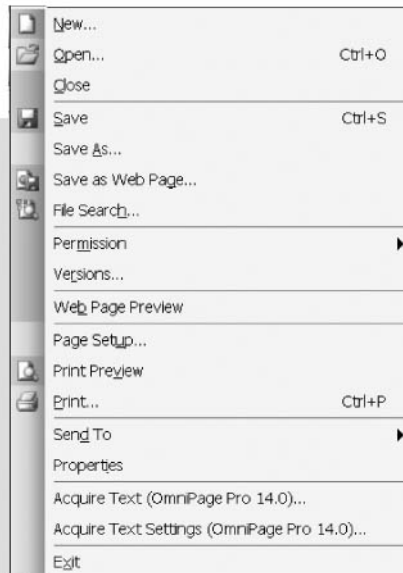 New...
Open... Ctrl+O
Close
Save Ctrl+S
Save As...
Save as Web Page...
File Search...
Permission
Versions...
Web Page Preview
Page Setup...
Print Preview
Print... Ctrl+P
Send To
Properties
Acquire Text (OmniPage Pro 14.0)...
Acquire Text Settings (OmniPage Pro 14.0)...
Exit